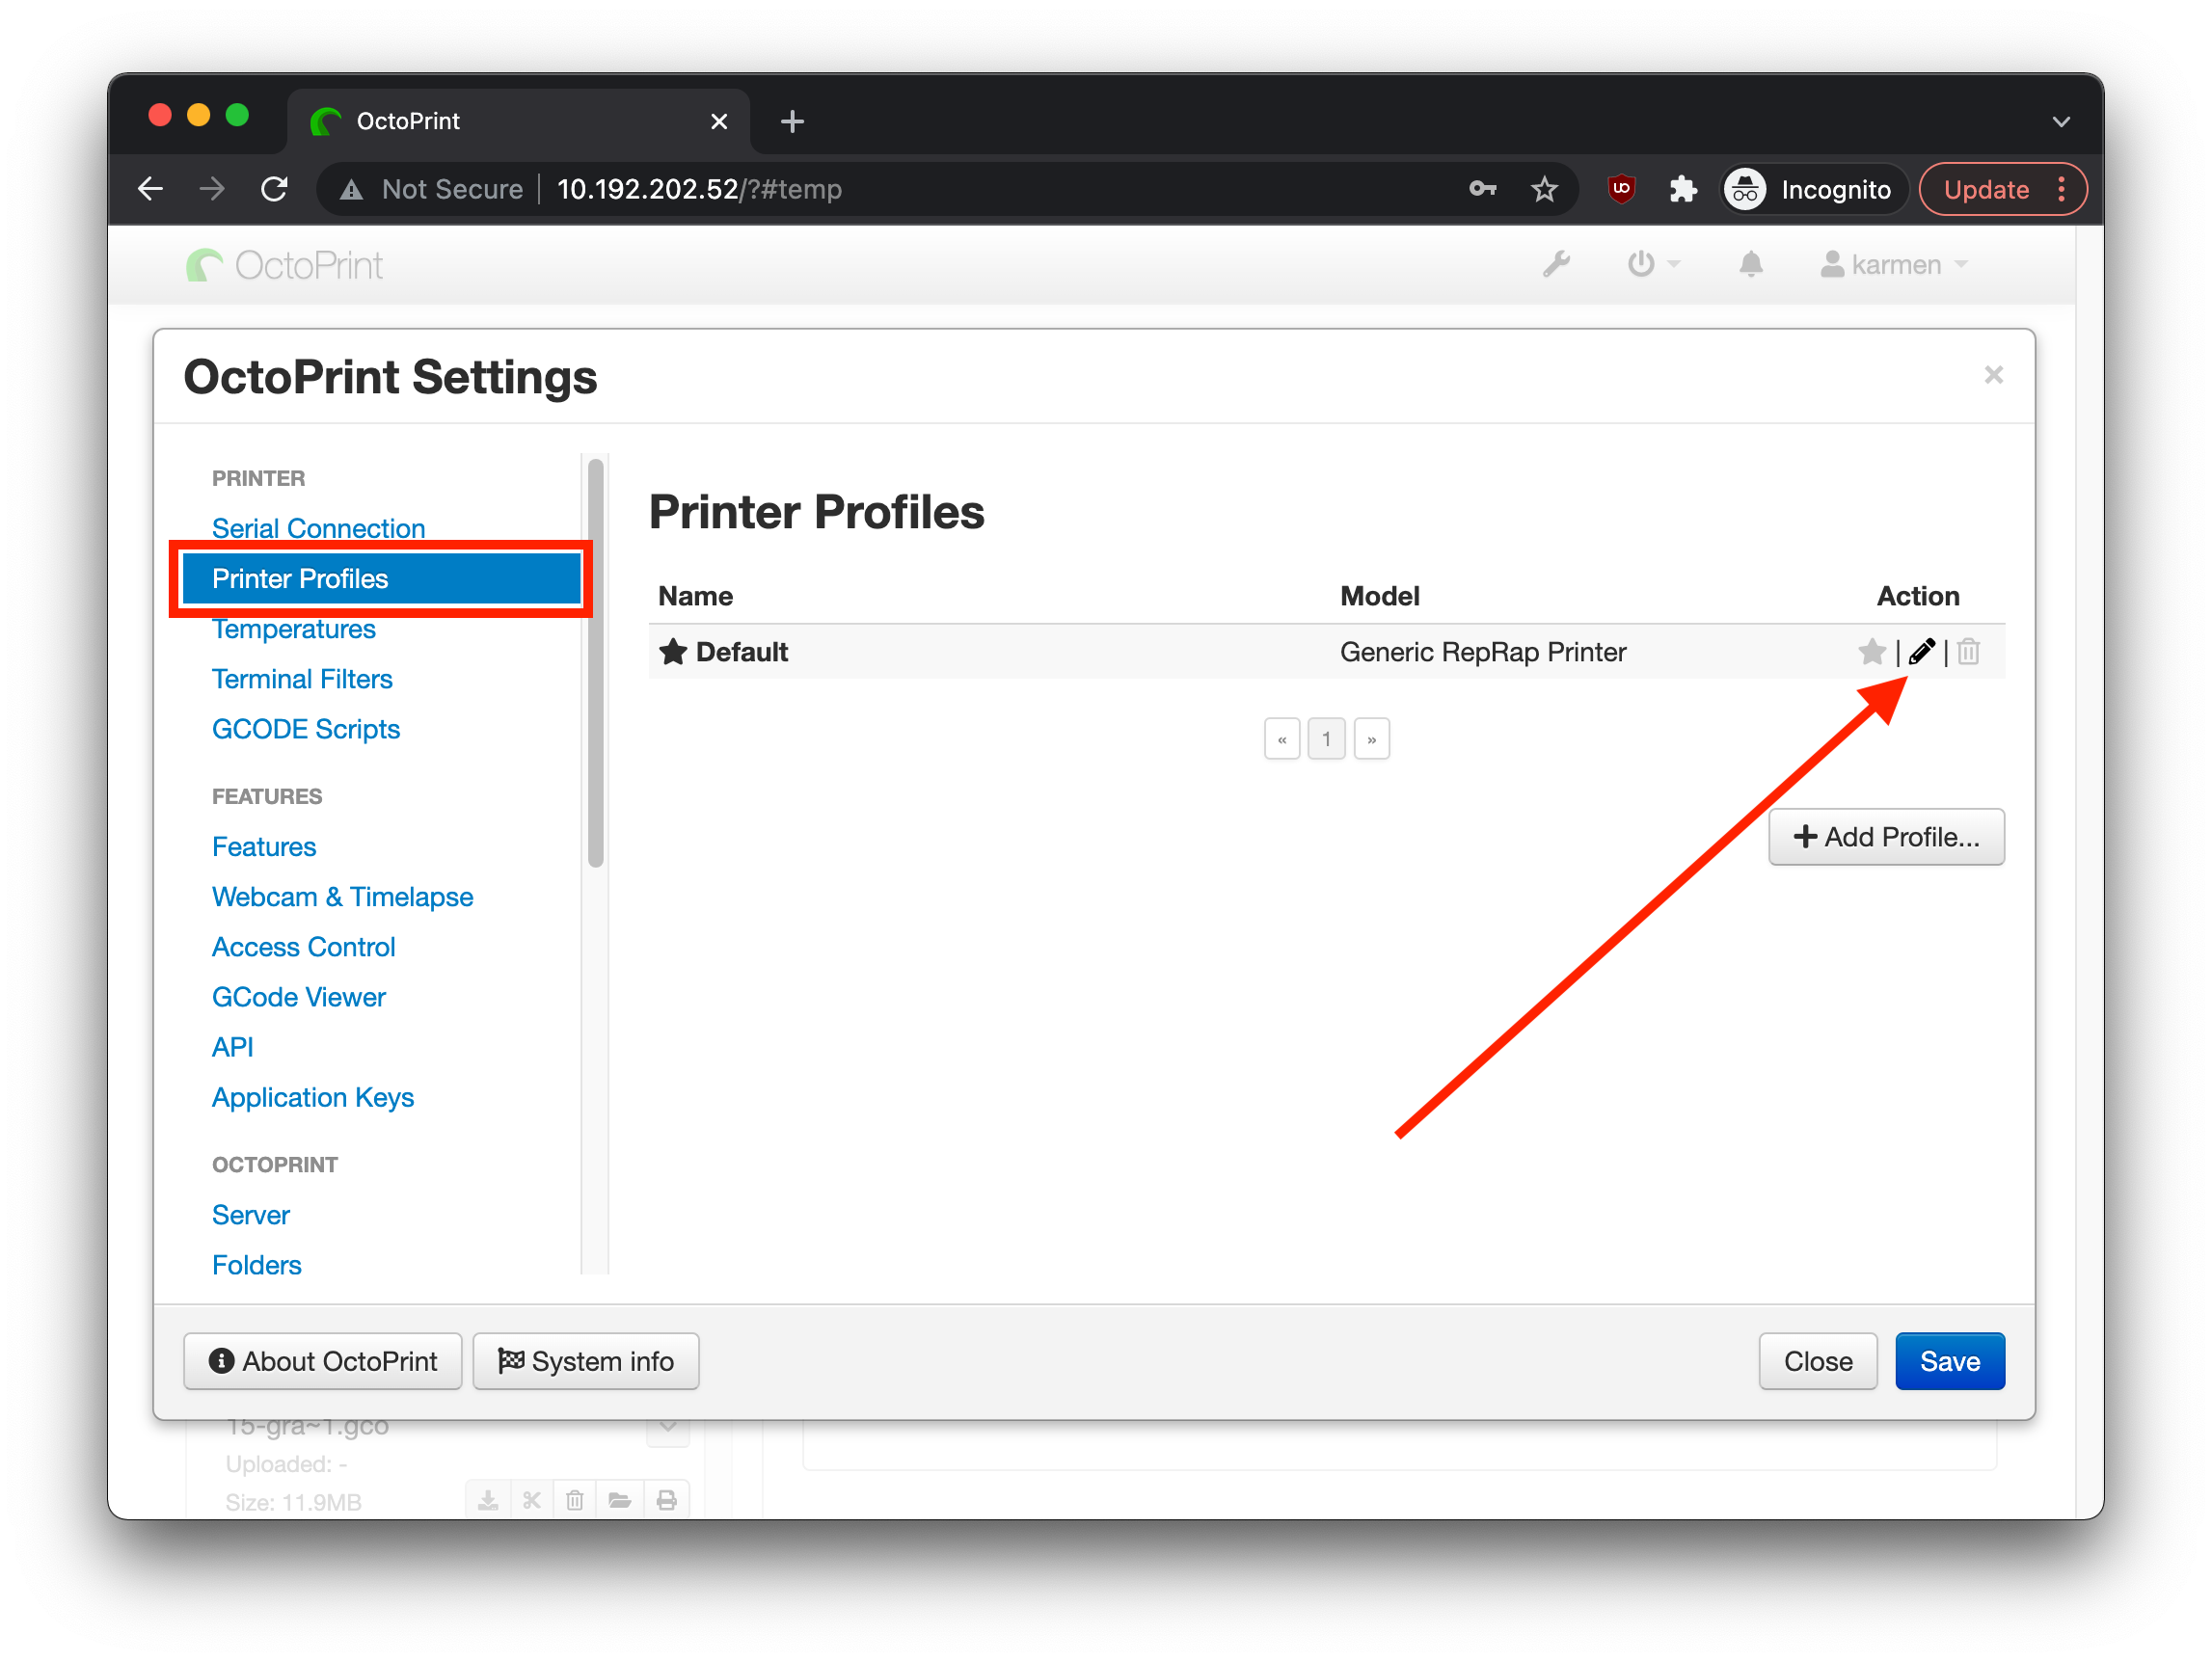 OctoPrint
Not Secure 10.192.202.52/?#temp Incognito Update
OctoPrint karmen
OctoPrint Settings
PRINTER
Serial Connection
Printer Profiles
Temperatures
Terminal Filters
GCODE Scripts
FEATURES
Features
Webcam & Timelapse
Access Control
GCode Viewer
API
Application Keys
OCTOPRINT
Server
Folders
Printer Profiles
Name Model Action
Default Generic RepRap Printer | |
« 1 »
Add Profile...
About OctoPrint System info Close Save
15-gra~1.gco
Uploaded: -
Size: 11.9MB